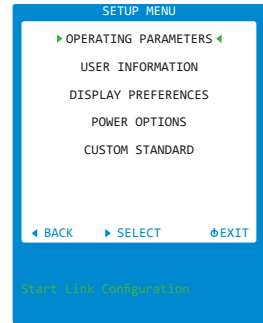 SETUP MENU
OPERATING PARAMETERS
USER INFORMATION
DISPLAY PREFERENCES
POWER OPTIONS
CUSTOM STANDARD
BACK SELECT EXIT
Start Link Configuration